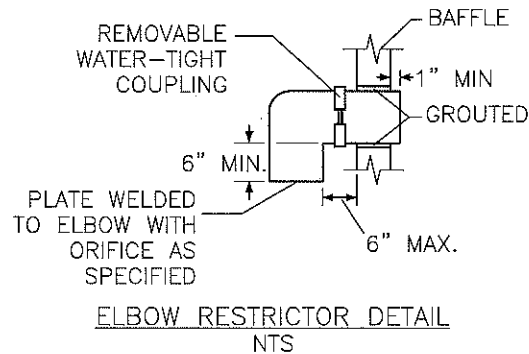 BAFFLE
REMOVABLE
WATER-TIGHT
COUPLING
1" MIN
GROUTED
6" MIN.
PLATE WELDED
TO ELBOW WITH
ORIFICE AS
SPECIFIED
6" MAX.
ELBOW RESTRICTOR DETAIL
NTS